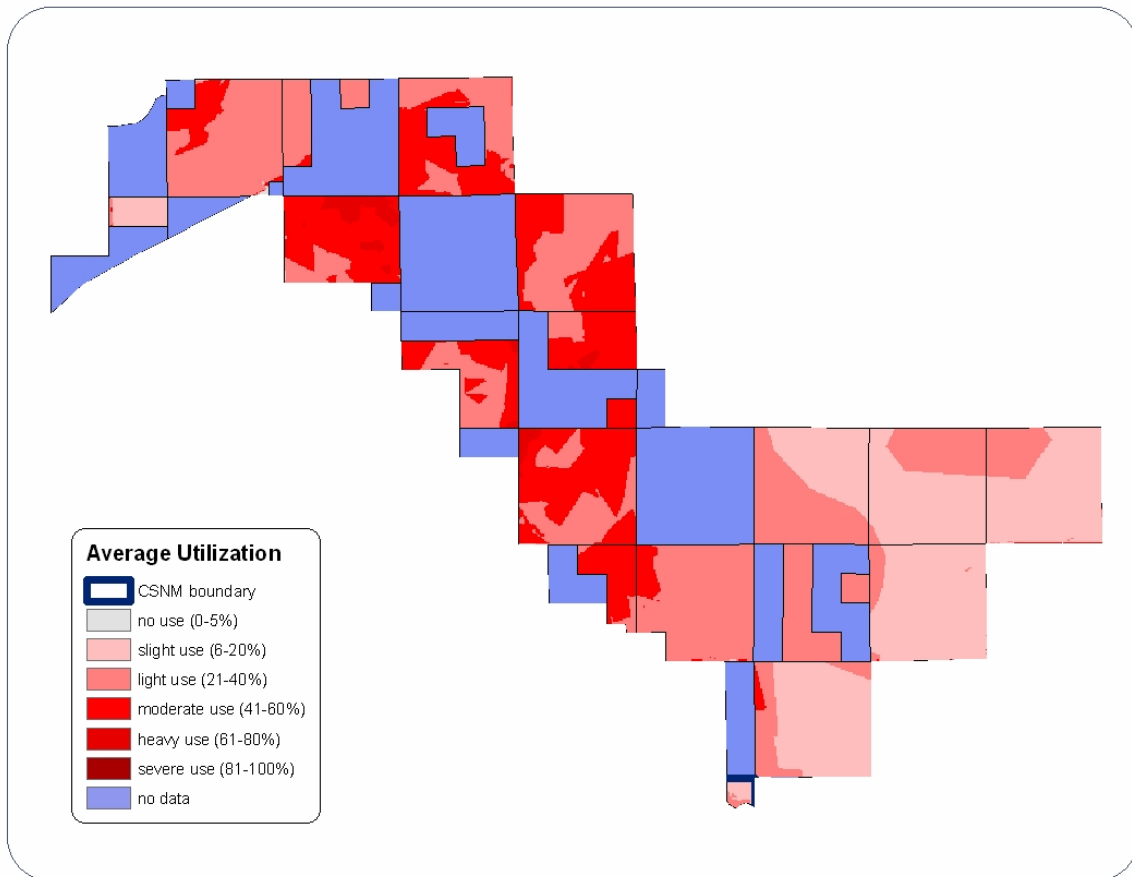 Average Utilization
CSNM boundary
no use (0-5%)
slight use (6-20%)
light use (21-40%)
moderate use (41-60%)
heavy use (61-80%)
severe use (81-100%)
no data